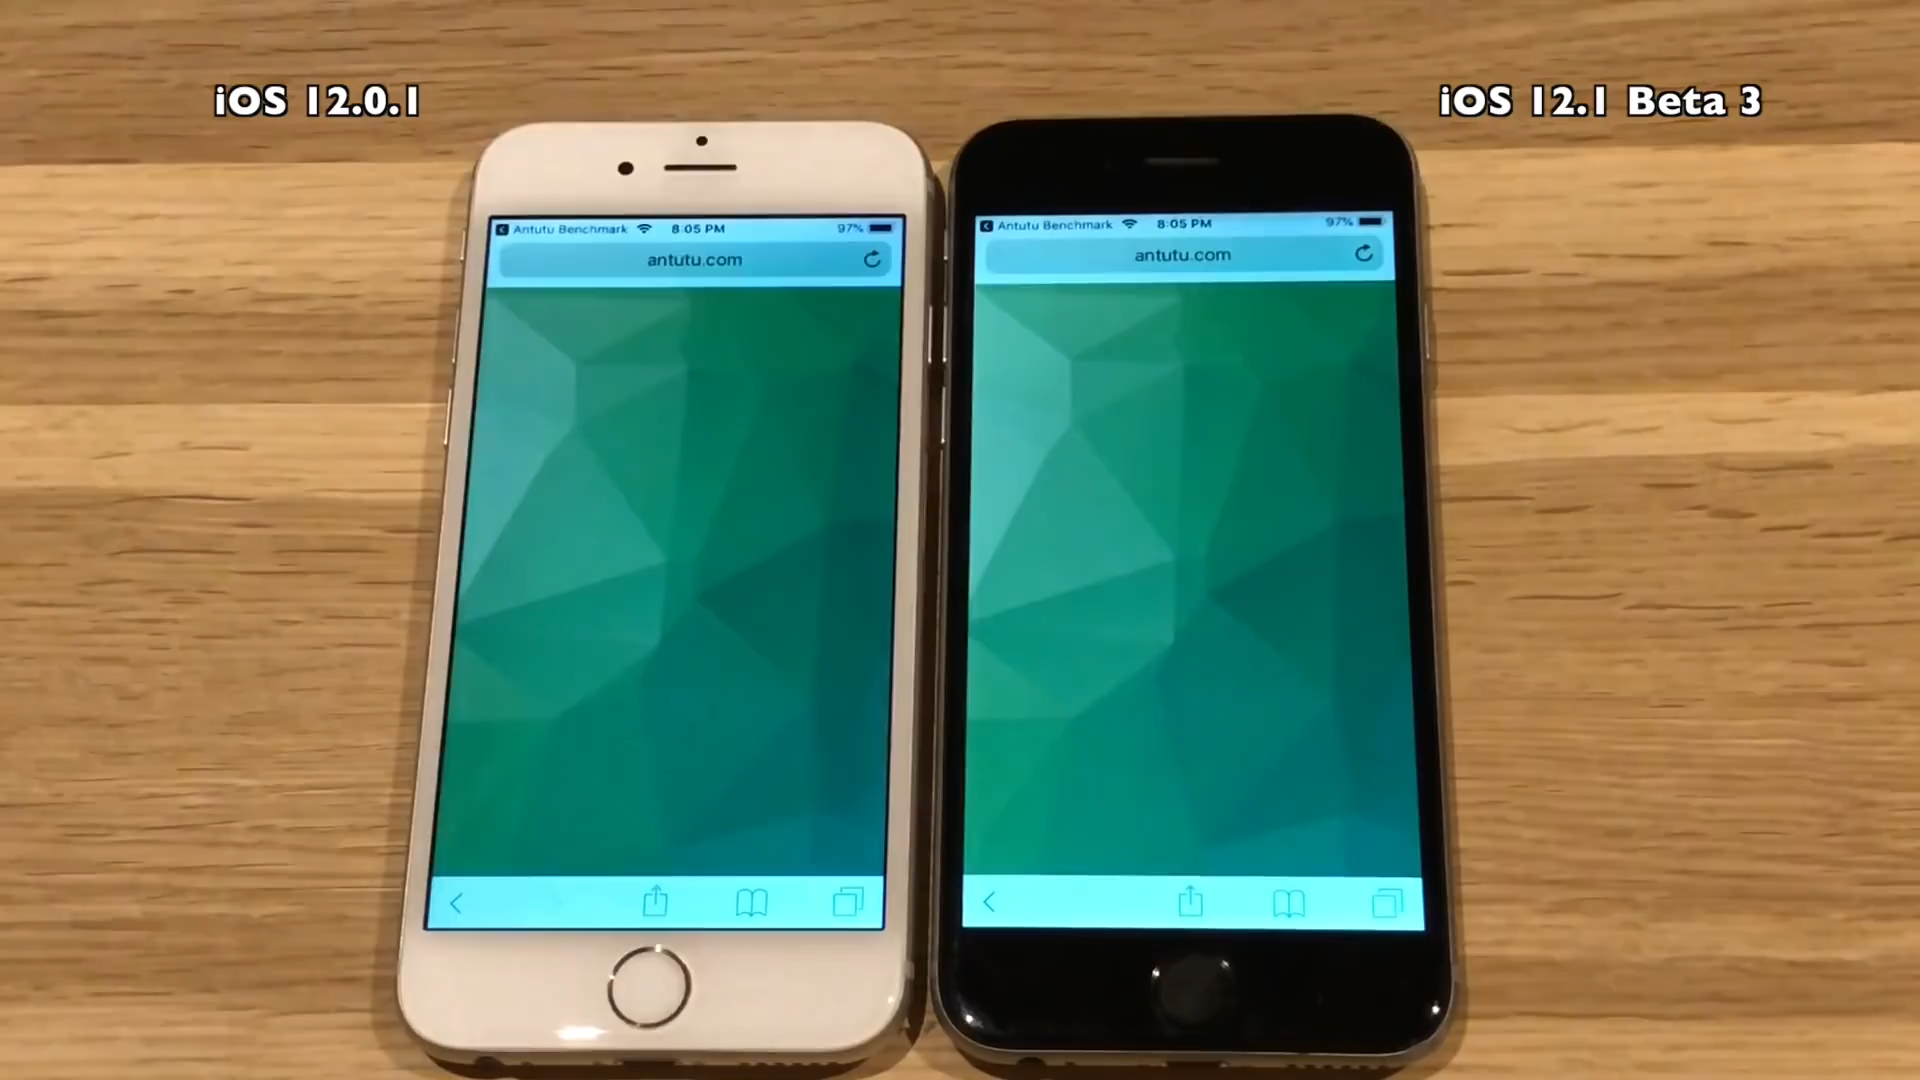 iOS 12.0.1
iOS 12.1 Beta 3
Antutu Benchmark 8:05 PM 97%
antutu.com
Antutu Benchmark 8:05 PM 97%
antutu.com